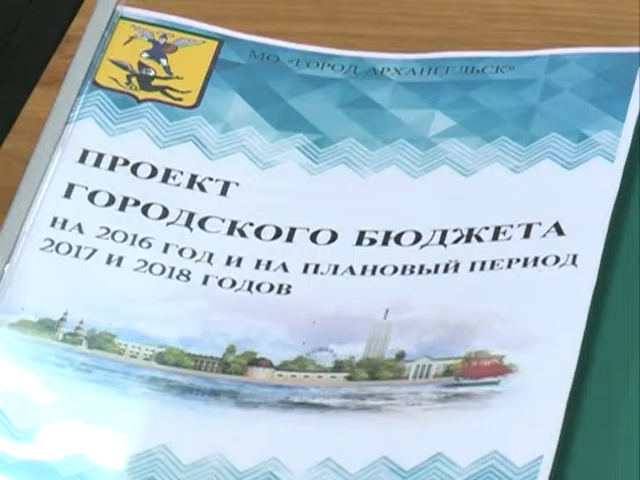 МО «ГОРОД АРХАНГЕЛЬСК»
ПРОЕКТ
ГОРОДСКОГО БЮДЖЕТА
НА 2016 ГОД И НА ПЛАНОВЫЙ ПЕРИОД
2017 И 2018 ГОДОВ